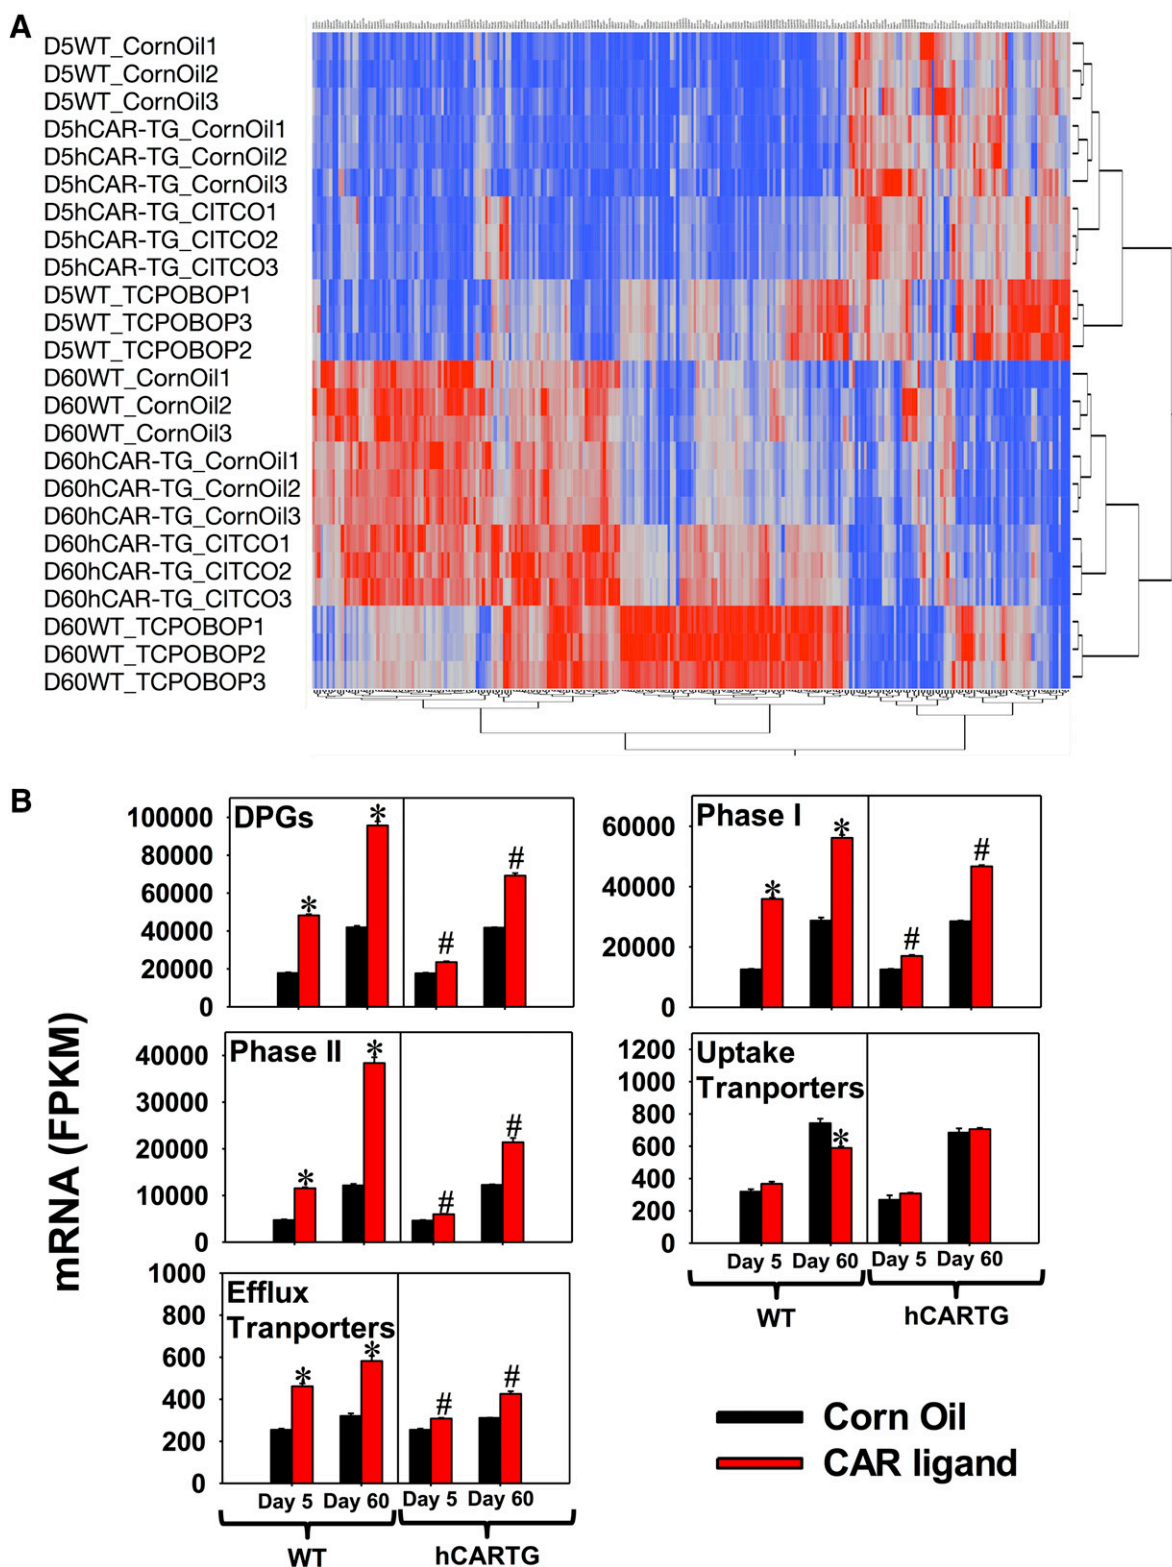 A
D5WT_CornOil1
D5WT_CornOil2
D5WT_CornOil3
D5hCAR-TG_CornOil1
D5hCAR-TG_CornOil2
D5hCAR-TG_CornOil3
D5hCAR-TG_CITCO1
D5hCAR-TG_CITCO2
D5hCAR-TG_CITCO3
D5WT_TCPOBOP1
D5WT_TCPOBOP3
D5WT_TCPOBOP2
D60WT_CornOil1
D60WT_CornOil2
D60WT_CornOil3
D60hCAR-TG_CornOil1
D60hCAR-TG_CornOil2
D60hCAR-TG_CornOil3
D60hCAR-TG_CITCO1
D60hCAR-TG_CITCO2
D60hCAR-TG_CITCO3
D60WT_TCPOBOP1
D60WT_TCPOBOP2
D60WT_TCPOBOP3
B
mRNA (FPKM)
DPGs
100000
80000
60000
40000
20000
0
* * # #
Phase I
60000
40000
20000
0
* * # #
Phase II
40000
30000
20000
10000
0
* * # #
Uptake
Tranporters
1200
1000
800
600
400
200
0
*
Day 5 Day 60 Day 5 Day 60
WT hCARTG
Efflux
Tranporters
1000
800
600
400
200
0
* * # #
Day 5 Day 60 Day 5 Day 60
WT hCARTG
Corn Oil
CAR ligand